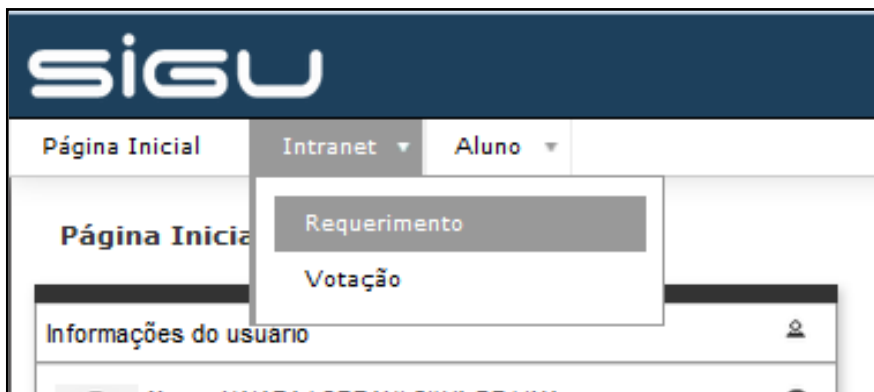 sigu
Página Inicial Intranet Aluno
Página Inicia
Requerimento
Votação
Informações do usuário